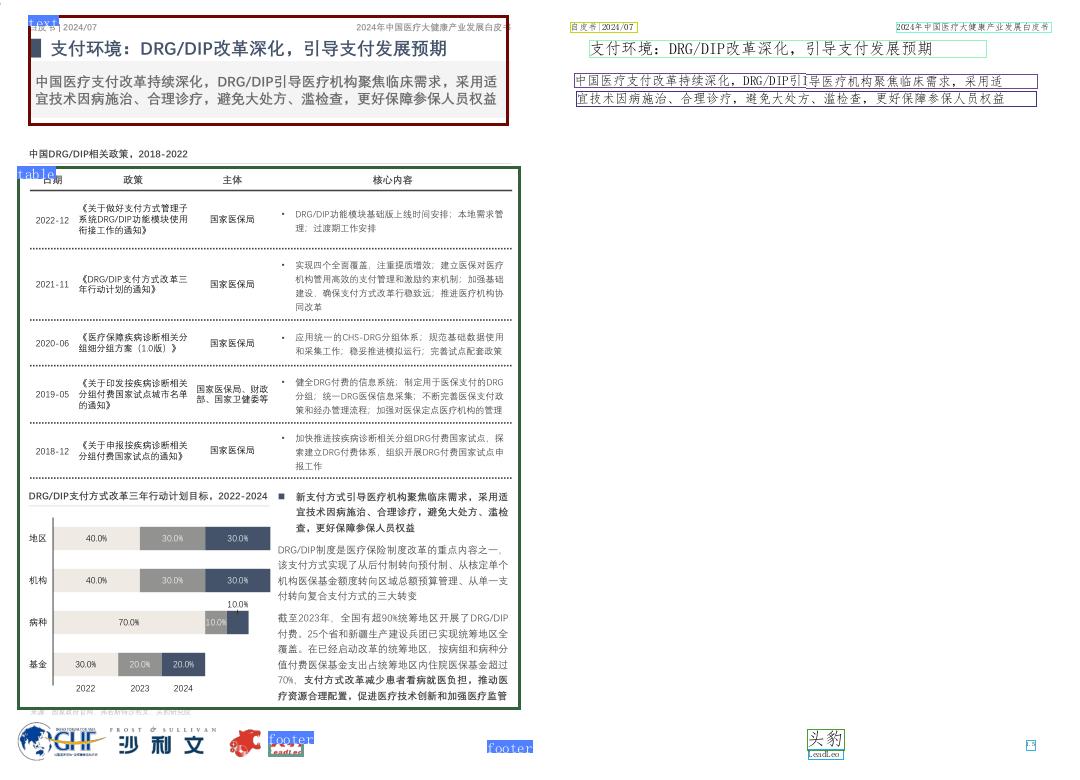 白皮书 | 2024/07
2024年中国医疗大健康产业发展白皮书
支付环境：DRG/DIP改革深化，引导支付发展预期
中国医疗支付改革持续深化，DRG/DIP引导医疗机构聚焦临床需求，采用适
宜技术因病施治、合理诊疗，避免大处方、滥检查，更好保障参保人员权益
text
中国DRG/DIP相关政策，2018-2022
table
日期 政策 主体 核心内容
2022-12
《关于做好支付方式管理子
系统DRG/DIP功能模块使用
衔接工作的通知》
国家医保局
• DRG/DIP功能模块基础版上线时间安排；本地需求管
理；过渡期工作安排
2021-11
《DRG/DIP支付方式改革三
年行动计划的通知》
国家医保局
• 实现四个全面覆盖，注重提质增效；建立医保对医疗
机构管用高效的支付管理和激励约束机制；加强基础
建设，确保支付方式改革行稳致远；推进医疗机构协
同改革
2020-06
《医疗保障疾病诊断相关分
组细分组方案（1.0版）》
国家医保局
• 应用统一的CHS-DRG分组体系；规范基础数据使用
和采集工作；稳妥推进模拟运行；完善试点配套政策
2019-05
《关于印发按疾病诊断相关
分组付费国家试点城市名单
的通知》
国家医保局、财政
部、国家卫健委等
• 健全DRG付费的信息系统；制定用于医保支付的DRG
分组；统一DRG医保信息采集；不断完善医保支付政
策和经办管理流程；加强对医保定点医疗机构的管理
2018-12
《关于申报按疾病诊断相关
分组付费国家试点的通知》
国家医保局
• 加快推进按疾病诊断相关分组DRG付费国家试点，探
索建立DRG付费体系，组织开展DRG付费国家试点申
报工作
DRG/DIP支付方式改革三年行动计划目标，2022-2024
地区 40.0% 30.0% 30.0%
机构 40.0% 30.0% 30.0%
10.0%
病种 70.0% 10.0%
基金 30.0% 20.0% 20.0%
2022 2023 2024
■ 新支付方式引导医疗机构聚焦临床需求，采用适
宜技术因病施治、合理诊疗，避免大处方、滥检
查，更好保障参保人员权益
DRG/DIP制度是医疗保险制度改革的重点内容之一，
该支付方式实现了从后付制转向预付制、从核定单个
机构医保基金额度转向区域总额预算管理、从单一支
付转向复合支付方式的三大转变
截至2023年，全国有超90%统筹地区开展了DRG/DIP
付费，25个省和新疆生产建设兵团已实现统筹地区全
覆盖。在已经启动改革的统筹地区，按病组和病种分
值付费医保基金支出占统筹地区内住院医保基金超过
70%，支付方式改革减少患者看病就医负担，推动医
疗资源合理配置，促进医疗技术创新和加强医疗监管
来源：国家政府官网，弗若斯特沙利文，头豹研究院
GHF
FROST & SULLIVAN
沙利文
LeadLeo
footer
footer
白皮书 | 2024/07
2024年中国医疗大健康产业发展白皮书
支付环境：DRG/DIP改革深化，引导支付发展预期
中国医疗支付改革持续深化，DRG/DIP引导医疗机构聚焦临床需求，采用适
宜技术因病施治、合理诊疗，避免大处方、滥检查，更好保障参保人员权益
头豹
LeadLeo